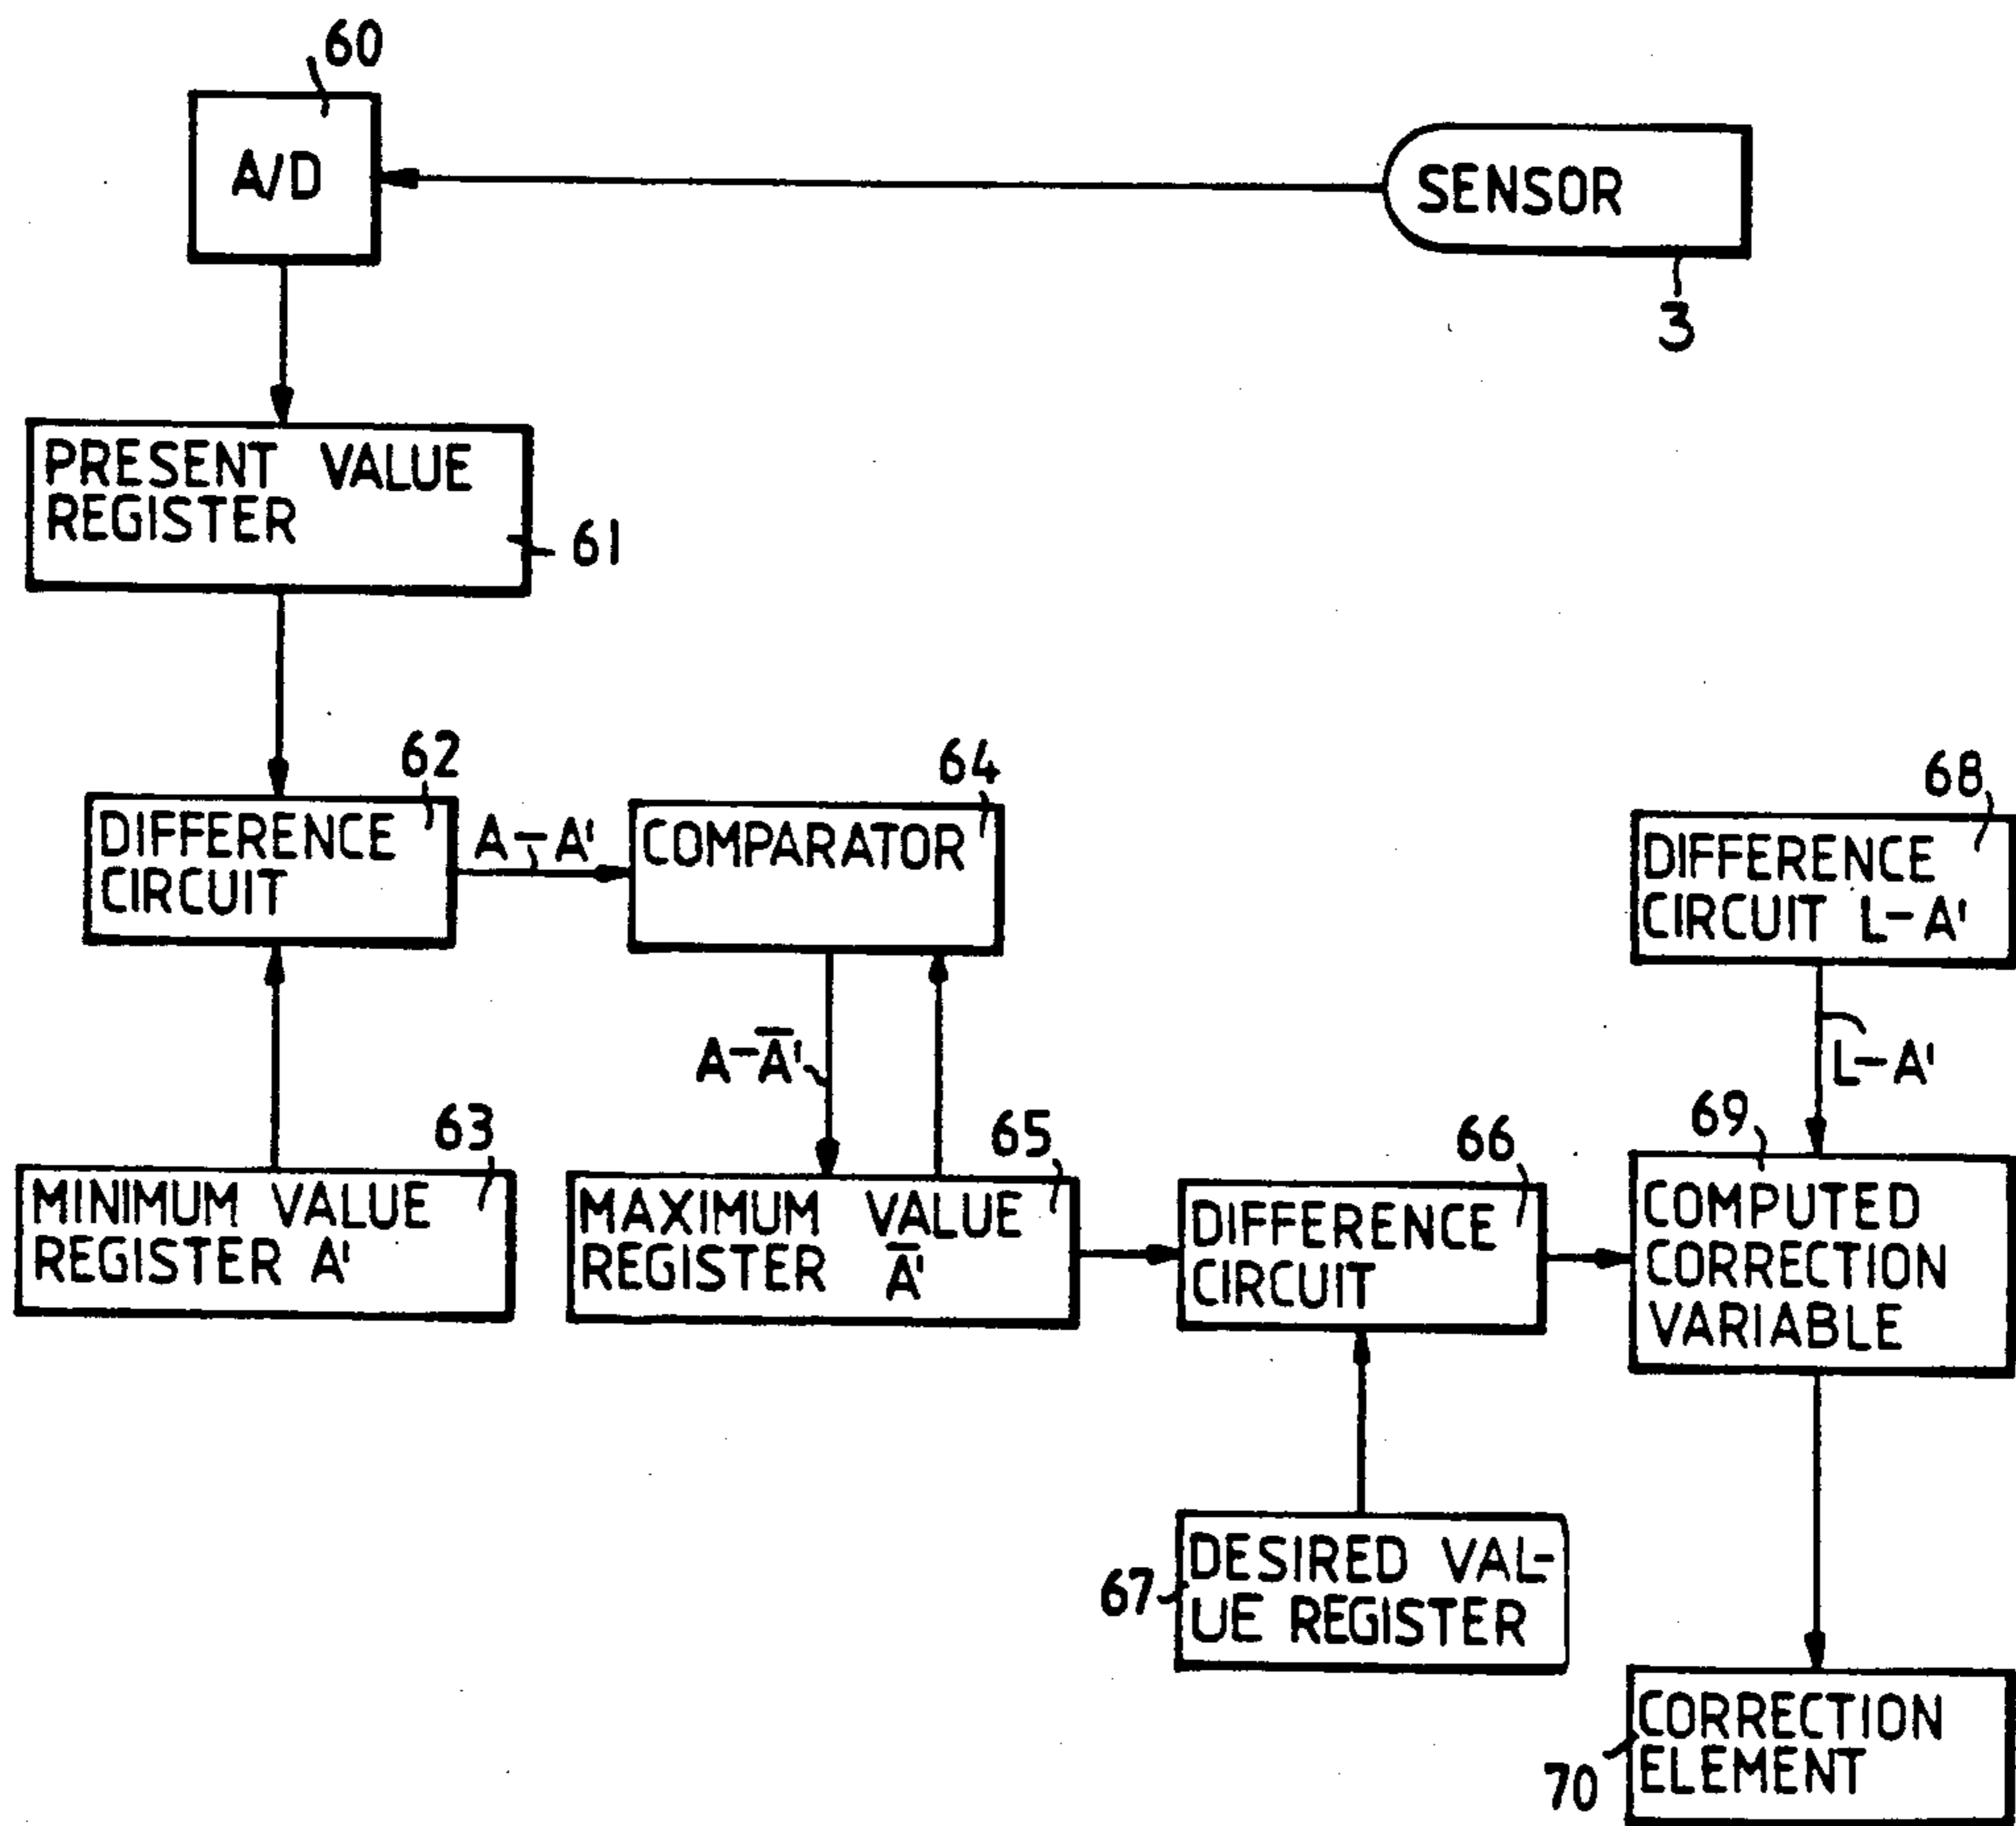 60
A/D
SENSOR
3
PRESENT VALUE
REGISTER
61
62
DIFFERENCE
CIRCUIT
A-A'
64
COMPARATOR
68
DIFFERENCE
CIRCUIT L-A'
A-A̅'
L-A'
63
MINIMUM VALUE
REGISTER A'
65
MAXIMUM VALUE
REGISTER A̅'
66
DIFFERENCE
CIRCUIT
69
COMPUTED
CORRECTION
VARIABLE
67
DESIRED VAL-
UE REGISTER
70
CORRECTION
ELEMENT